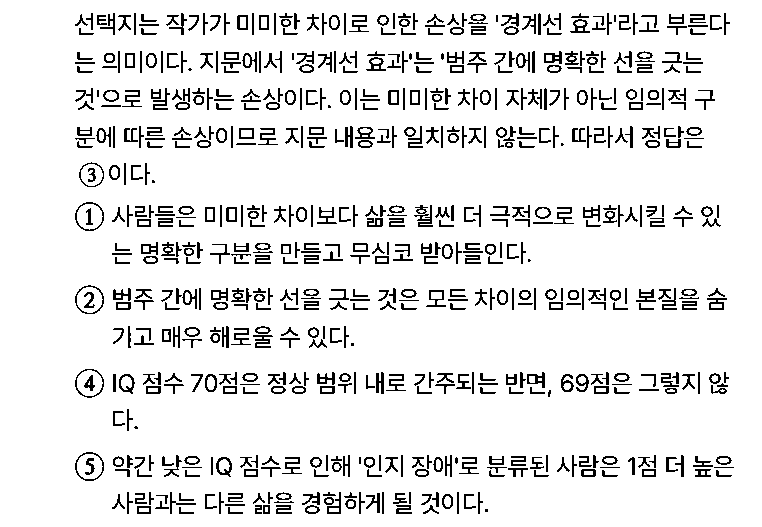 선택지는 작가가 미미한 차이로 인한 손상을 '경계선 효과'라고 부른다
는 의미이다. 지문에서 '경계선 효과'는 '범주 간에 명확한 선을 긋는
것'으로 발생하는 손상이다. 이는 미미한 차이 자체가 아닌 임의적 구
분에 따른 손상이므로 지문 내용과 일치하지 않는다. 따라서 정답은
③이다.
① 사람들은 미미한 차이보다 삶을 훨씬 더 극적으로 변화시킬 수 있
는 명확한 구분을 만들고 무심코 받아들인다.
② 범주 간에 명확한 선을 긋는 것은 모든 차이의 임의적인 본질을 숨
기고 매우 해로울 수 있다.
④ IQ 점수 70점은 정상 범위 내로 간주되는 반면, 69점은 그렇지 않
다.
⑤ 약간 낮은 IQ 점수로 인해 '인지 장애'로 분류된 사람은 1점 더 높은
사람과는 다른 삶을 경험하게 될 것이다.